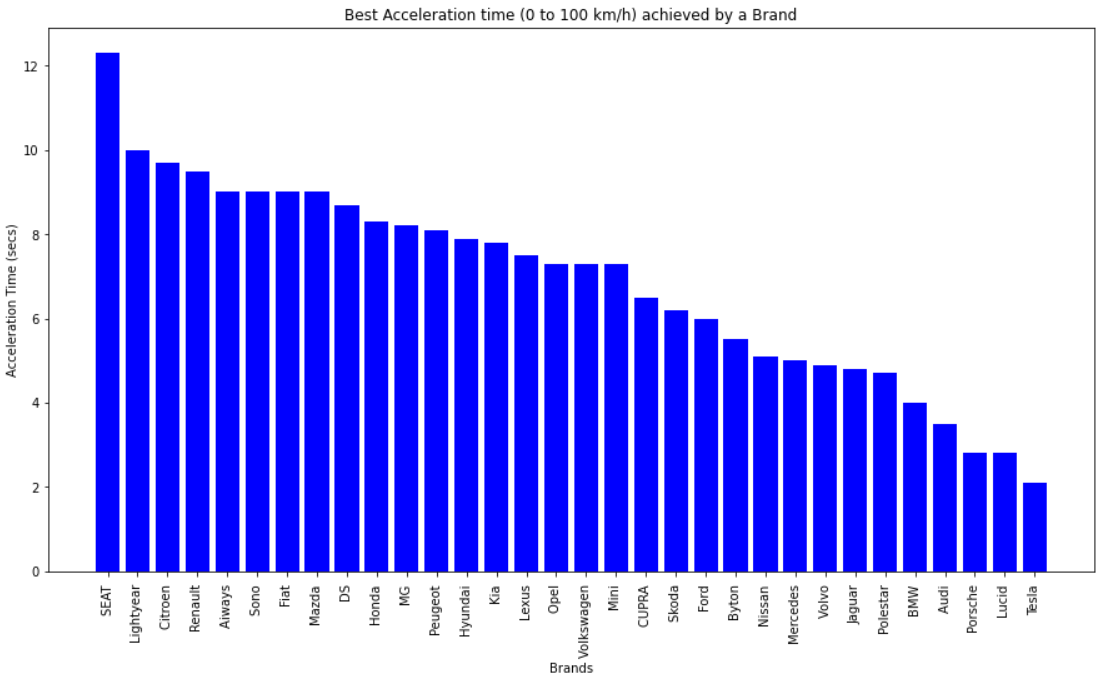 Best Acceleration time (0 to 100 km/h) achieved by a Brand
Acceleration Time (secs)
12
10
8
6
4
2
0
SEAT
Lightyear
Citroen
Renault
Aiways
Sono
Fiat
Mazda
DS
Honda
MG
Peugeot
Hyundai
Kia
Lexus
Opel
Volkswagen
Mini
CUPRA
Skoda
Ford
Byton
Nissan
Mercedes
Volvo
Jaguar
Polestar
BMW
Audi
Porsche
Lucid
Tesla
Brands